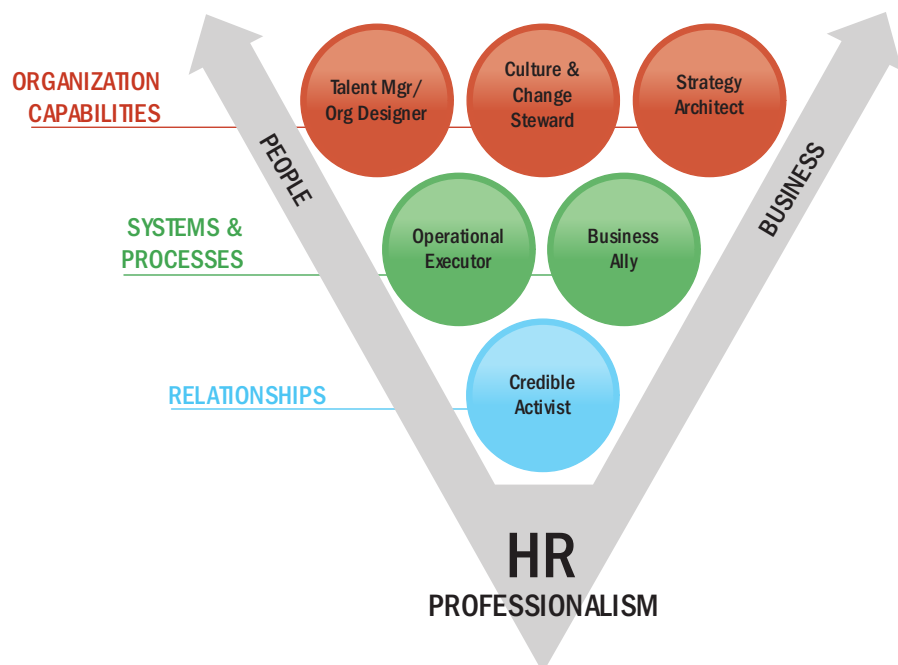 ORGANIZATION
CAPABILITIES
Talent Mgr/
Org Designer
Culture &
Change
Steward
Strategy
Architect
PEOPLE
BUSINESS
SYSTEMS &
PROCESSES
Operational
Executor
Business
Ally
RELATIONSHIPS
Credible
Activist
HR
PROFESSIONALISM